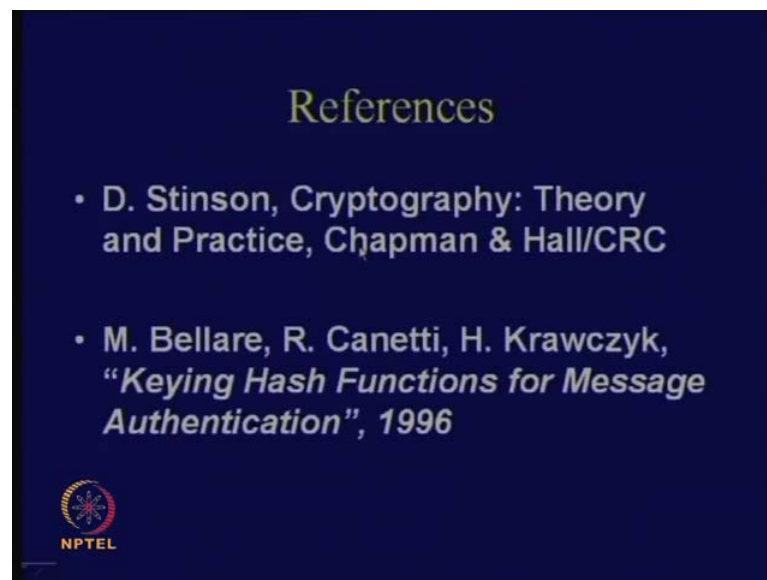 References
• D. Stinson, Cryptography: Theory
and Practice, Chapman & Hall/CRC
• M. Bellare, R. Canetti, H. Krawczyk,
“Keying Hash Functions for Message
Authentication”, 1996
NPTEL